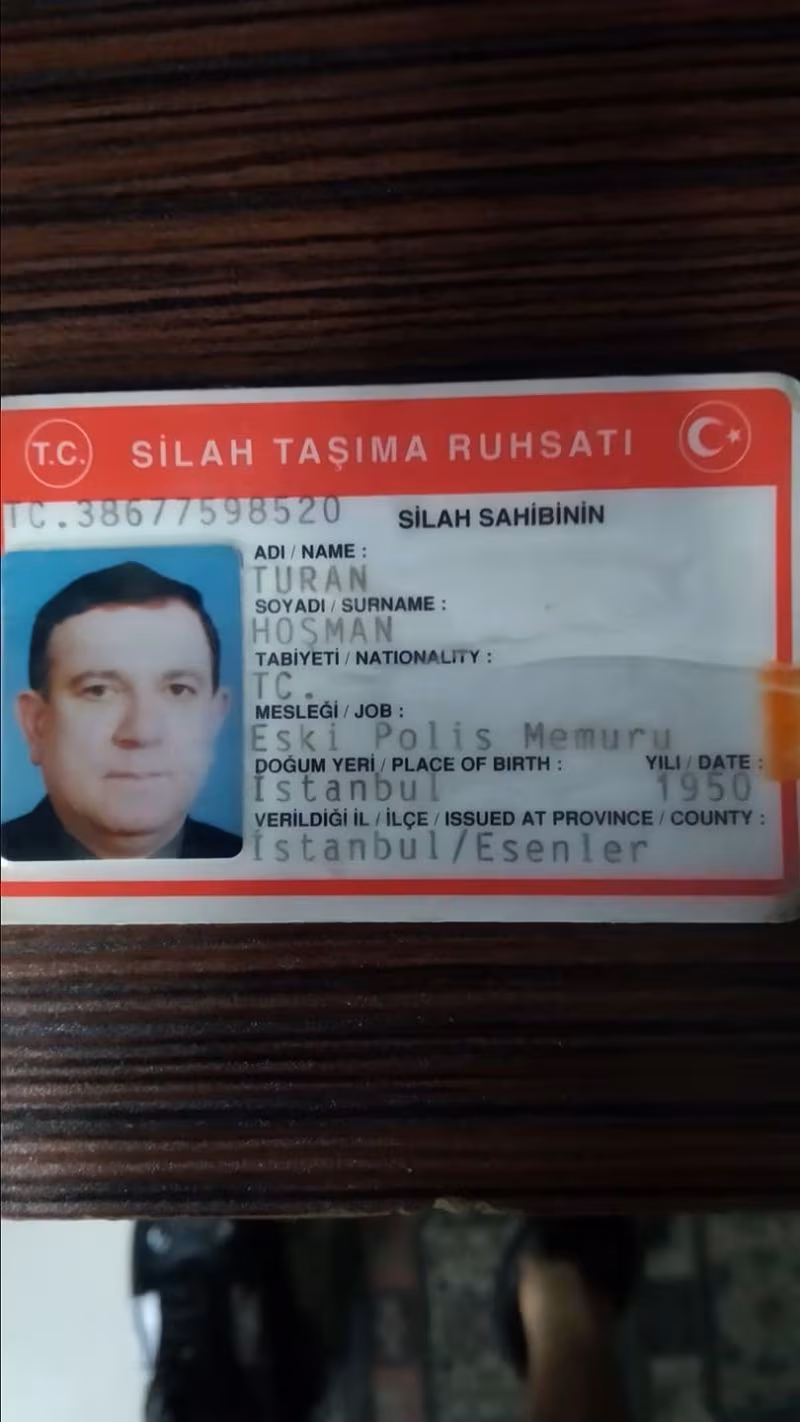 T.C. SİLAH TAŞIMA RUHSATI
TC.38677598520 SİLAH SAHİBİNİN
ADI / NAME :
TURAN
SOYADI / SURNAME :
HOŞMAN
TABİYETİ / NATIONALITY :
TC.
MESLEĞİ / JOB :
Eski Polis Memuru
DOĞUM YERİ / PLACE OF BIRTH : YILI / DATE :
İstanbul 1950
VERİLDİĞİ İL / İLÇE / ISSUED AT PROVINCE / COUNTY :
İstanbul/Esenler